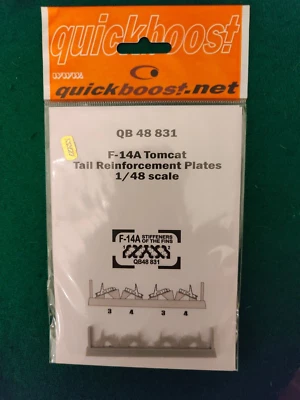 quickboost
www.
quickboost.net
QB 48 831
F-14A Tomcat
Tail Reinforcement Plates
1/48 scale
F-14A STIFFENERS
OF THE FINS
QB48 831
3 4 3 4